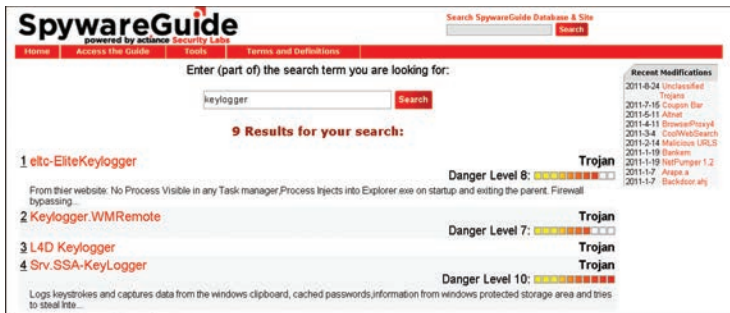 SpywareGuide
powered by actiance Security Labs
Search SpywareGuide Database & Site
Search
Home Access the Guide Tools Terms and Definitions
Enter (part of) the search term you are looking for:
keylogger Search
9 Results for your search:
1 eltc-EliteKeylogger Trojan
Danger Level 8:
From thier website: No Process Visible in any Task manager,Process Injects into Explorer.exe on startup and exiting the parent. Firewall
bypassing...
2 Keylogger.WMRemote Trojan
Danger Level 7:
3 L4D Keylogger Trojan
4 Srv.SSA-KeyLogger Trojan
Danger Level 10:
Logs keystrokes and captures data from the windows clipboard, cached passwords,information from windows protected storage area and tries
to steal Inte...
Recent Modifications
2011-8-24 Unclassified
Trojans
2011-7-15 Coupon Bar
2011-5-11 Altnet
2011-4-11 BrowserProxy4
2011-3-4 CoolWebSearch
2011-2-14 Malicious URLS
2011-1-19 Bankem
2011-1-19 NetPumper 1.2
2011-1-7 Arape.a
2011-1-7 Backdoor.ahj